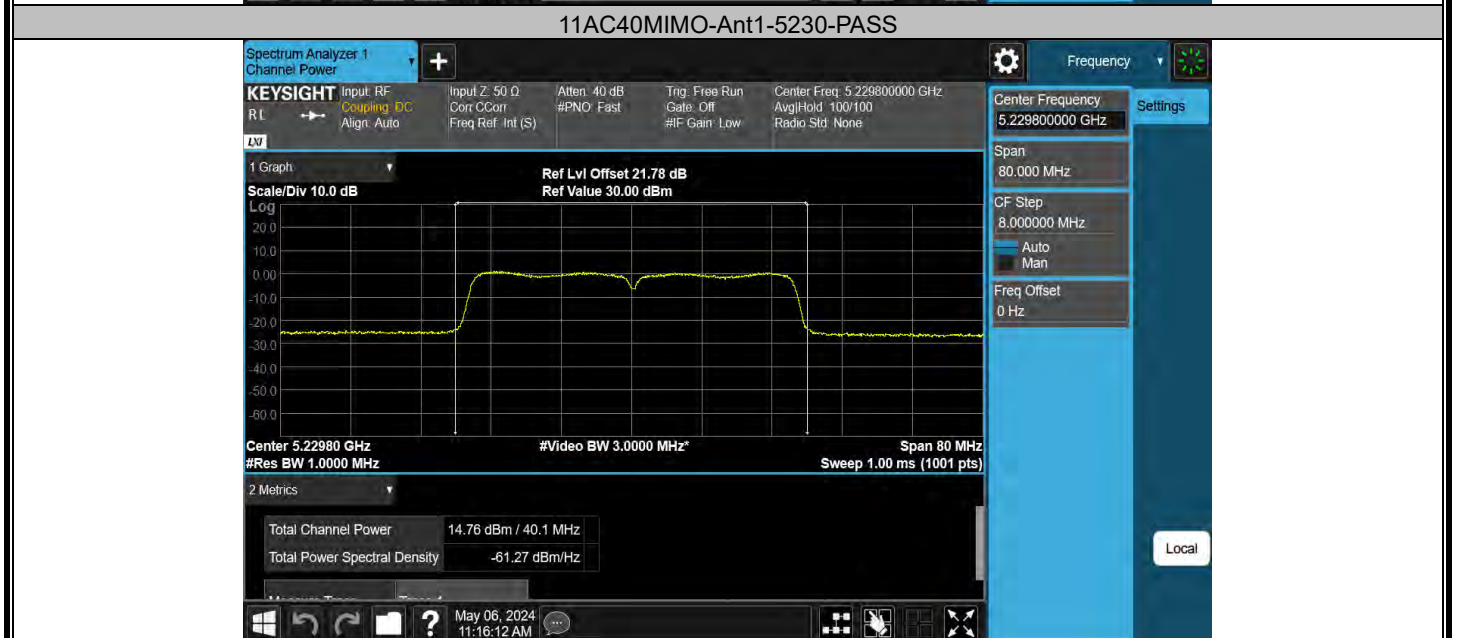 11AC40MIMO-Ant1-5230-PASS
Spectrum Analyzer 1
Channel Power
+
Frequency
KEYSIGHT
RL
LXI
Input: RF
Coupling: DC
Align: Auto
Input Z: 50 Ω
Corr CCorr
Freq Ref: Int (S)
Atten: 40 dB
#PNO: Fast
Trig: Free Run
Gate: Off
#IF Gain: Low
Center Freq: 5.229800000 GHz
Avg|Hold: 100/100
Radio Std: None
Center Frequency
5.229800000 GHz
Settings
Span
80.000 MHz
CF Step
8.000000 MHz
Auto
Man
Freq Offset
0 Hz
1 Graph
Scale/Div 10.0 dB
Ref Lvl Offset 21.78 dB
Ref Value 30.00 dBm
Log
20.0
10.0
0.00
-10.0
-20.0
-30.0
-40.0
-50.0
-60.0
Center 5.22980 GHz
#Video BW 3.0000 MHz*
Span 80 MHz
#Res BW 1.0000 MHz
Sweep 1.00 ms (1001 pts)
2 Metrics
Total Channel Power 14.76 dBm / 40.1 MHz
Total Power Spectral Density -61.27 dBm/Hz
Local
?
May 06, 2024
11:16:12 AM